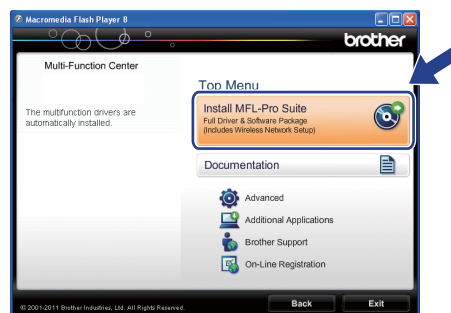 Macromedia Flash Player 8
brother
Multi-Function Center
The multifunction drivers are
automatically installed.
Top Menu
Install MFL-Pro Suite
Full Driver & Software Package
(Includes Wireless Network Setup)
Documentation
Advanced
Additional Applications
Brother Support
On-Line Registration
© 2001-2011 Brother Industries, Ltd. All Rights Reserved.
Back
Exit